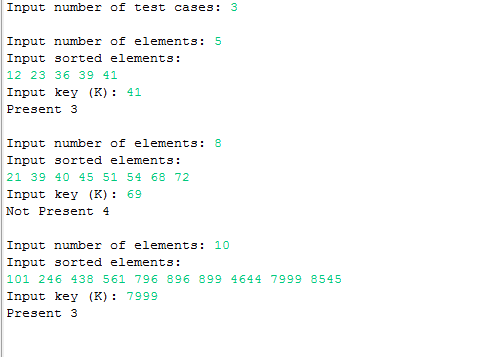 Input number of test cases: 3
Input number of elements: 5
Input sorted elements:
12 23 36 39 41
Input key (K): 41
Present 3
Input number of elements: 8
Input sorted elements:
21 39 40 45 51 54 68 72
Input key (K): 69
Not Present 4
Input number of elements: 10
Input sorted elements:
101 246 438 561 796 896 899 4644 7999 8545
Input key (K): 7999
Present 3